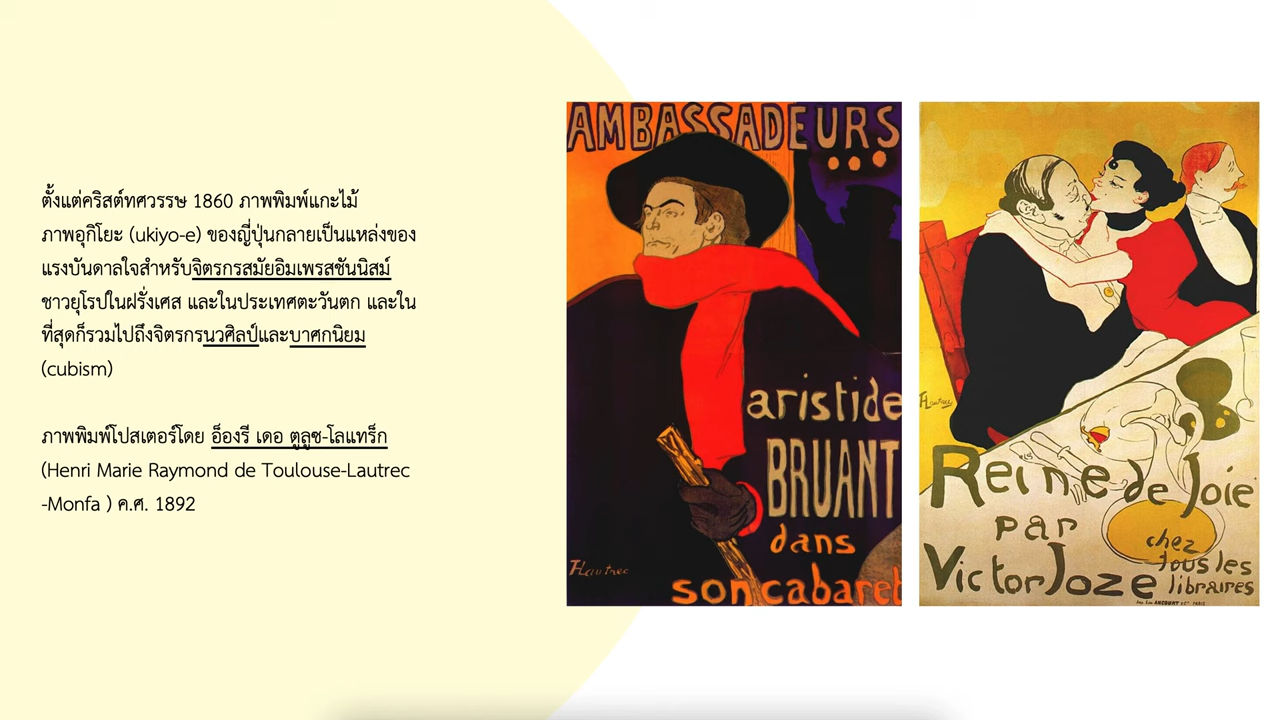 ตั้งแต่คริสต์ทศวรรษ 1860 ภาพพิมพ์แกะไม้
ภาพอุกิโยะ (ukiyo-e) ของญี่ปุ่นกลายเป็นแหล่งของ
แรงบันดาลใจสำหรับจิตรกรสมัยอิมเพรสชันนิสม์
ชาวยุโรปในฝรั่งเศส และในประเทศตะวันตก และใน
ที่สุดก็รวมไปถึงจิตรกรนวศิลป์และบาศกนิยม
(cubism)
ภาพพิมพ์โปสเตอร์โดย อ็องรี เดอ ตูลูซ-โลแทร็ก
(Henri Marie Raymond de Toulouse-Lautrec
-Monfa ) ค.ศ. 1892
AMBASSADEURS
aristide
BRUANT
dans
son cabaret
HLautrec
HLautrec
Reine de Joie
par
Victor Joze
chez
tous les
libraires